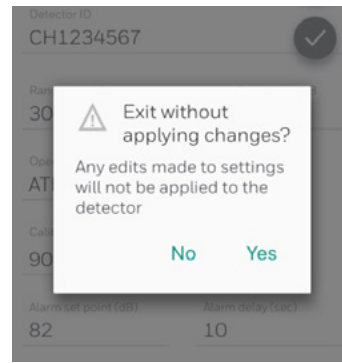 Detector ID
CH1234567
30
Exit without
applying changes?
Any edits made to settings
will not be applied to the
detector
90
No Yes
Alarm set point (dB) Alarm delay (sec)
82 10